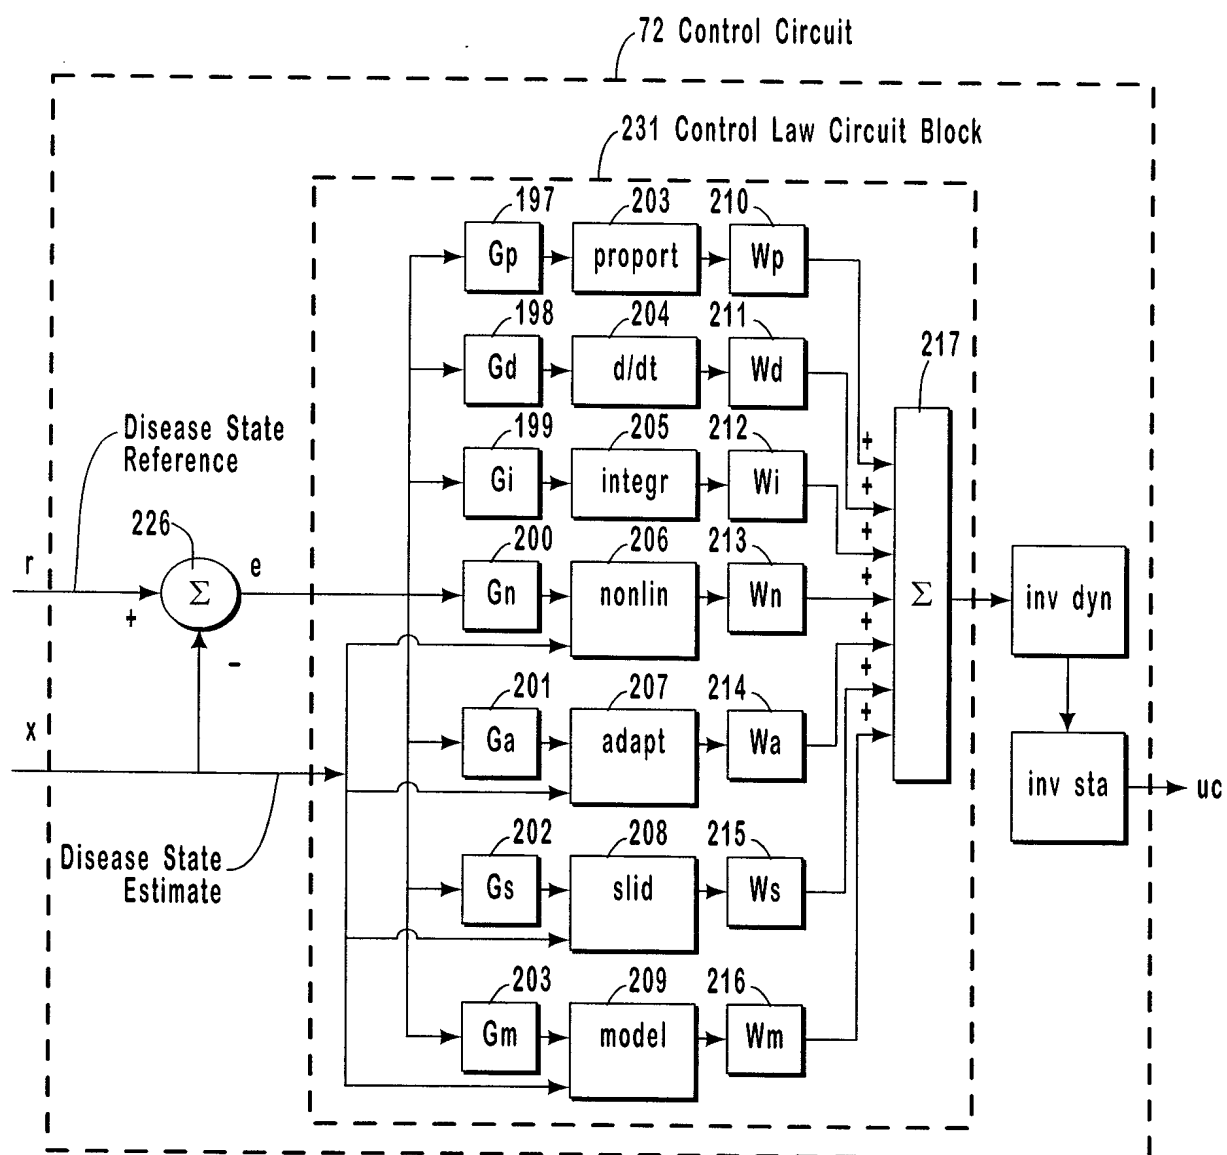 72 Control Circuit
231 Control Law Circuit Block
197 203 210
Gp proport Wp
198 204 211
Gd d/dt Wd
217
199 205 212
Gi integr Wi
Disease State
Reference
200 206 213
Gn nonlin Wn
226
r
e
Σ
+
-
+
+
+
+
+
+
+
Σ
inv dyn
201 207 214
Ga adapt Wa
x
inv sta
uc
202 208 215
Gs slid Ws
Disease State
Estimate
203 209 216
Gm model Wm